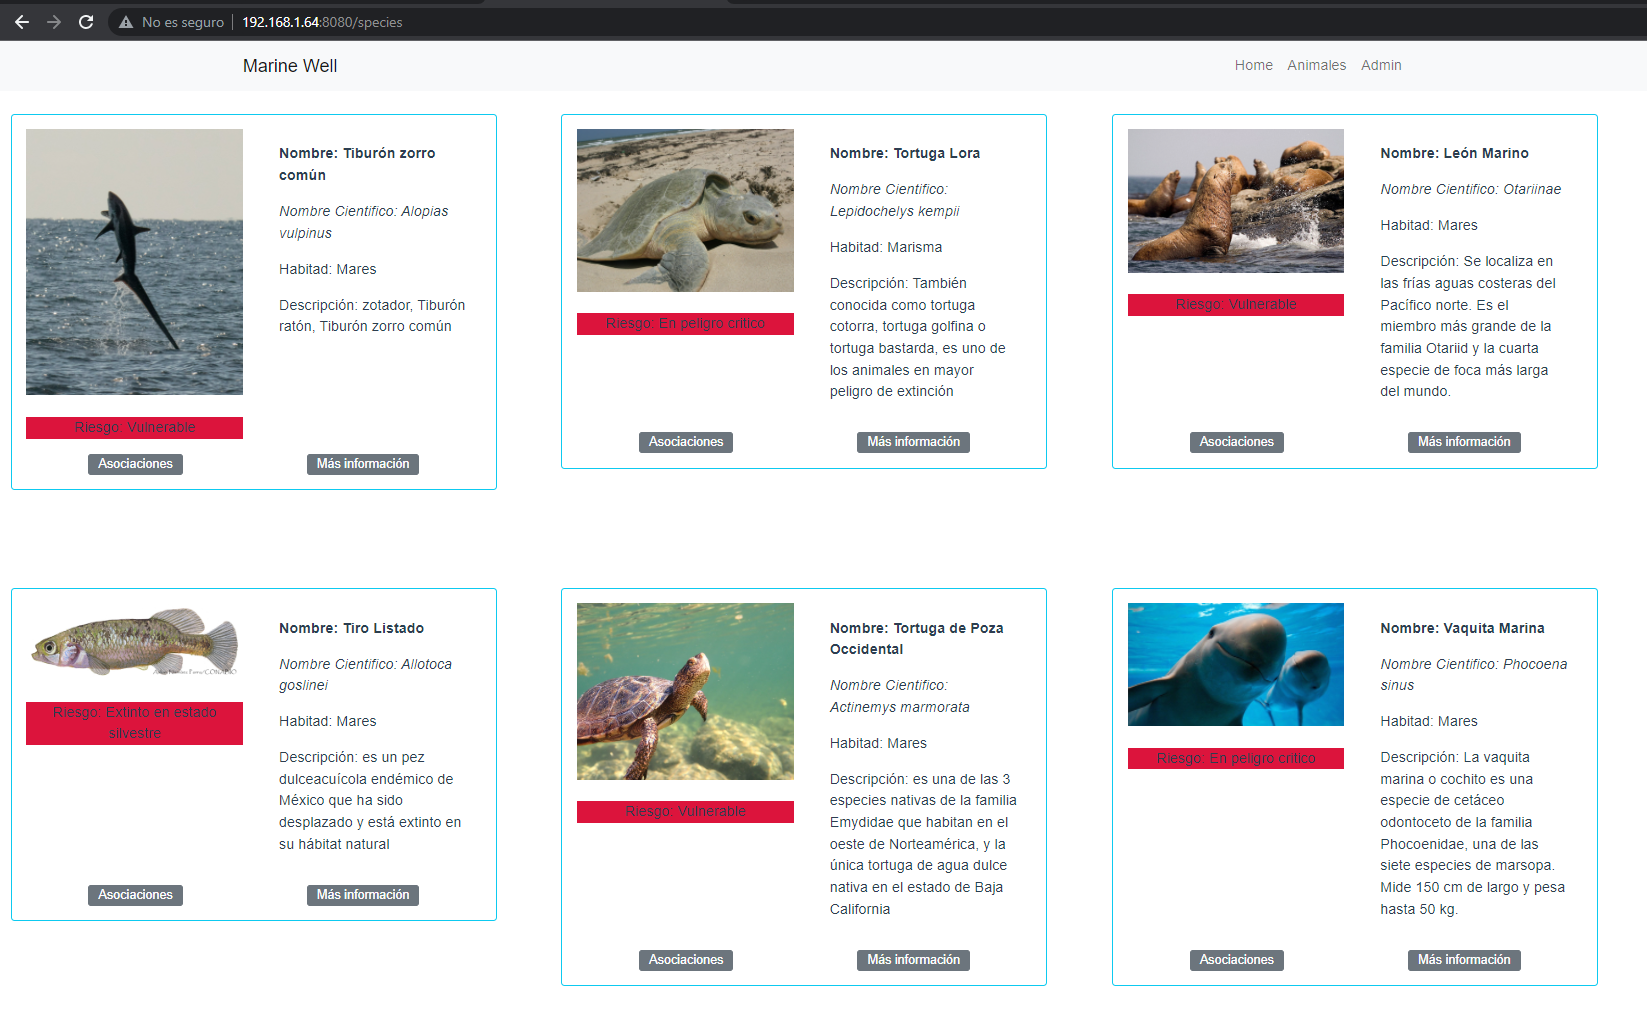 No es seguro | 192.168.1.64:8080/species
Marine Well
Home Animales Admin
Nombre: Tiburón zorro
común
Nombre Cientifico: Alopias
vulpinus
Habitad: Mares
Descripción: zotador, Tiburón
ratón, Tiburón zorro común
Riesgo: Vulnerable
Asociaciones
Más información
Nombre: Tortuga Lora
Nombre Cientifico:
Lepidochelys kempii
Habitad: Marisma
Descripción: También
conocida como tortuga
cotorra, tortuga golfina o
tortuga bastarda, es uno de
los animales en mayor
peligro de extinción
Riesgo: En peligro critico
Asociaciones
Más información
Nombre: León Marino
Nombre Cientifico: Otariinae
Habitad: Mares
Descripción: Se localiza en
las frías aguas costeras del
Pacífico norte. Es el
miembro más grande de la
familia Otariid y la cuarta
especie de foca más larga
del mundo.
Riesgo: Vulnerable
Asociaciones
Más información
Nombre: Tiro Listado
Nombre Cientifico: Allotoca
goslinei
Habitad: Mares
Descripción: es un pez
dulceacuícola endémico de
México que ha sido
desplazado y está extinto en
su hábitat natural
Riesgo: Extinto en estado
silvestre
Asociaciones
Más información
Nombre: Tortuga de Poza
Occidental
Nombre Cientifico:
Actinemys marmorata
Habitad: Mares
Descripción: es una de las 3
especies nativas de la familia
Emydidae que habitan en el
oeste de Norteamérica, y la
única tortuga de agua dulce
nativa en el estado de Baja
California
Riesgo: Vulnerable
Asociaciones
Más información
Nombre: Vaquita Marina
Nombre Cientifico: Phocoena
sinus
Habitad: Mares
Descripción: La vaquita
marina o cochito es una
especie de cetáceo
odontoceto de la familia
Phocoenidae, una de las
siete especies de marsopa.
Mide 150 cm de largo y pesa
hasta 50 kg.
Riesgo: En peligro critico
Asociaciones
Más información